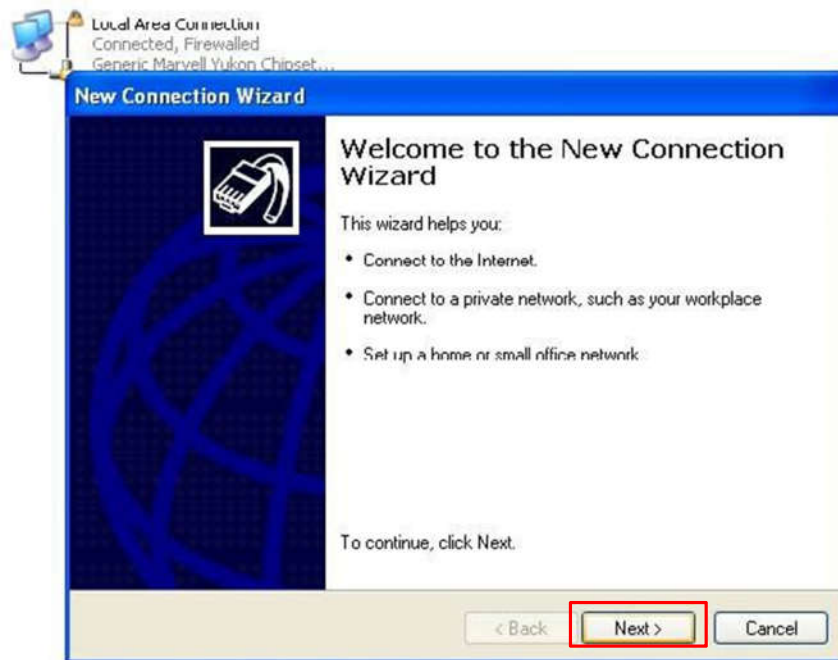 Local Area Connection
Connected, Firewalled
Generic Marvell Yukon Chipset...
New Connection Wizard
Welcome to the New Connection
Wizard
This wizard helps you:
• Connect to the Internet.
• Connect to a private network, such as your workplace
network.
• Set up a home or small office network
To continue, click Next.
< Back
Next >
Cancel